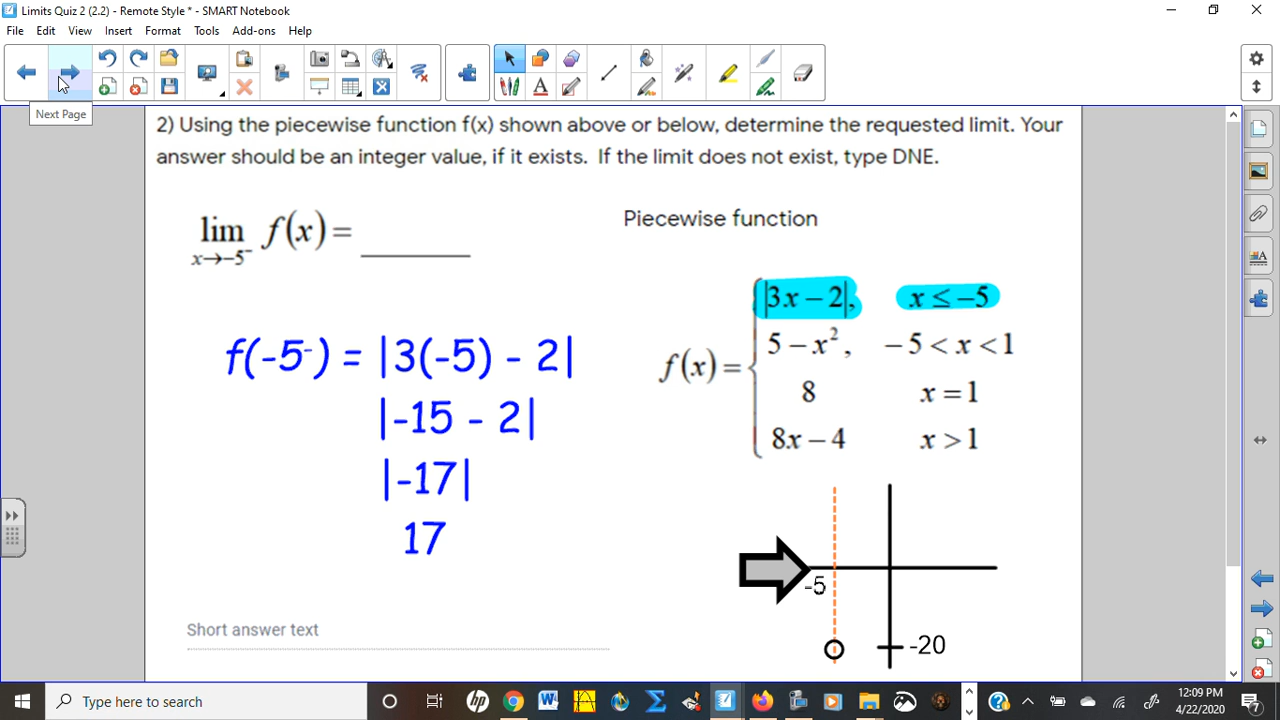 Limits Quiz 2 (2.2) - Remote Style * - SMART Notebook
File Edit View Insert Format Tools Add-ons Help
Next Page
2) Using the piecewise function f(x) shown above or below, determine the requested limit. Your
answer should be an integer value, if it exists. If the limit does not exist, type DNE.
lim f(x) = ________
x→-5⁻
Piecewise function
|3x – 2|, x ≤ –5
5 – x², – 5 < x < 1
f(x) =
8 x = 1
8x – 4 x > 1
f(-5⁻) = |3(-5) - 2|
|-15 - 2|
|-17|
17
-5
-20
Short answer text
Type here to search
12:09 PM
4/22/2020